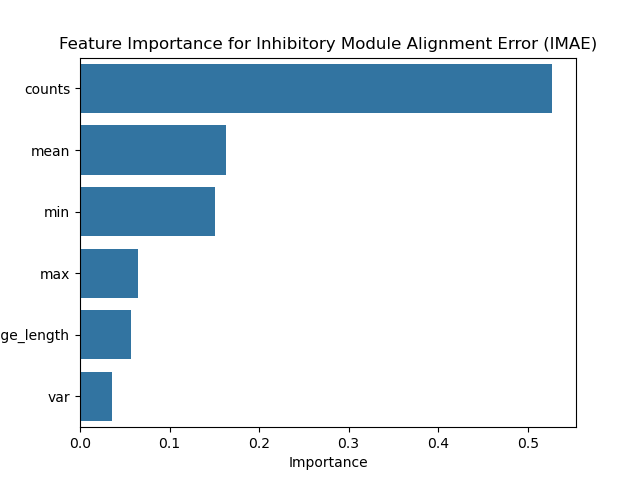 Feature Importance for Inhibitory Module Alignment Error (IMAE)
counts
mean
min
max
ge_length
var
0.0 0.1 0.2 0.3 0.4 0.5
Importance